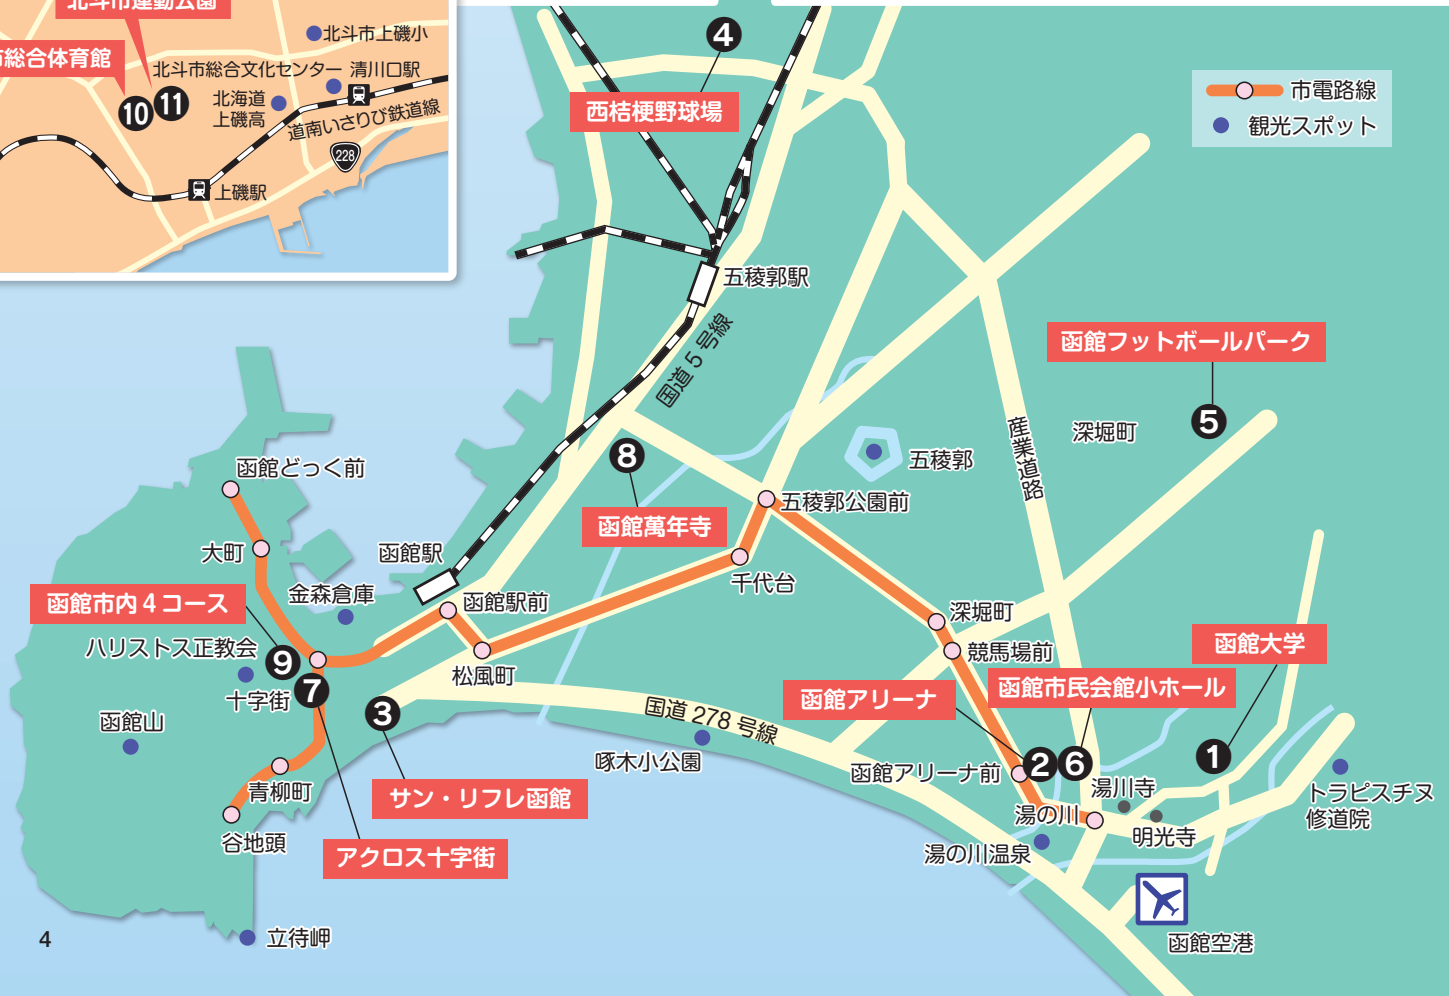 北斗市運動公園
市総合体育館
北斗市上磯小
北斗市総合文化センター
清川口駅
北海道
上磯高
道南いさりび鉄道線
228
10
11
上磯駅
4
西桔梗野球場
市電路線
観光スポット
五稜郭駅
国道5号線
函館フットボールパーク
5
深堀町
産業道路
五稜郭
8
函館萬年寺
五稜郭公園前
千代台
函館どっく前
大町
函館駅
金森倉庫
函館駅前
函館市内4コース
ハリストス正教会
9
十字街
7
松風町
3
函館山
深堀町
競馬場前
函館大学
函館アリーナ
函館市民会館小ホール
国道278号線
啄木小公園
函館アリーナ前
2
6
1
湯川寺
湯の川
明光寺
トラピスチヌ
修道院
湯の川温泉
青柳町
サン・リフレ函館
谷地頭
アクロス十字街
函館空港
立待岬
4